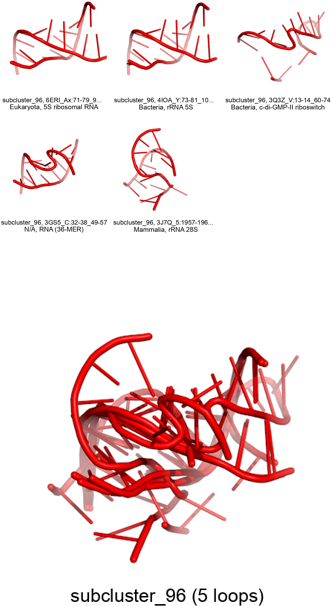 subcluster_96, 6ERI_Ax:71-79_9...
Eukaryota, 5S ribosomal RNA
subcluster_96, 4IOA_Y:73-81_10...
Bacteria, rRNA 5S
subcluster_96, 3Q3Z_V:13-14_60-74
Bacteria, c-di-GMP-II riboswitch
subcluster_96, 3GS5_C:32-38_49-57
N/A, RNA (36-MER)
subcluster_96, 3J7Q_5:1957-196...
Mammalia, rRNA 28S
subcluster_96 (5 loops)